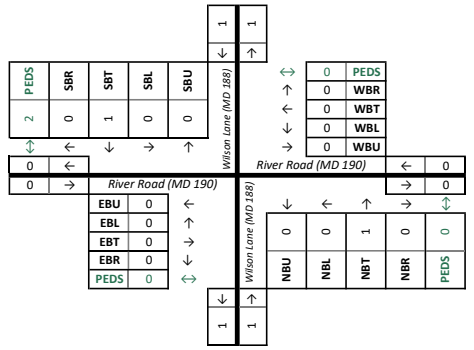 1 1
↓ ↑
PEDS SBR SBT SBL SBU
2 0 1 0 0
↕ ← ↓ → ↑
Wilson Lane (MD 188)
↔ 0 PEDS
↑ 0 WBR
← 0 WBT
↓ 0 WBL
→ 0 WBU
0 ←
River Road (MD 190)
← 0
0 →
River Road (MD 190)
→ 0
EBU 0 ←
EBL 0 ↑
EBT 0 →
EBR 0 ↓
PEDS 0 ↔
Wilson Lane (MD 188)
↓ ← ↑ → ↕
0 0 1 0 0
NBU NBL NBT NBR PEDS
↓ ↑
1 1